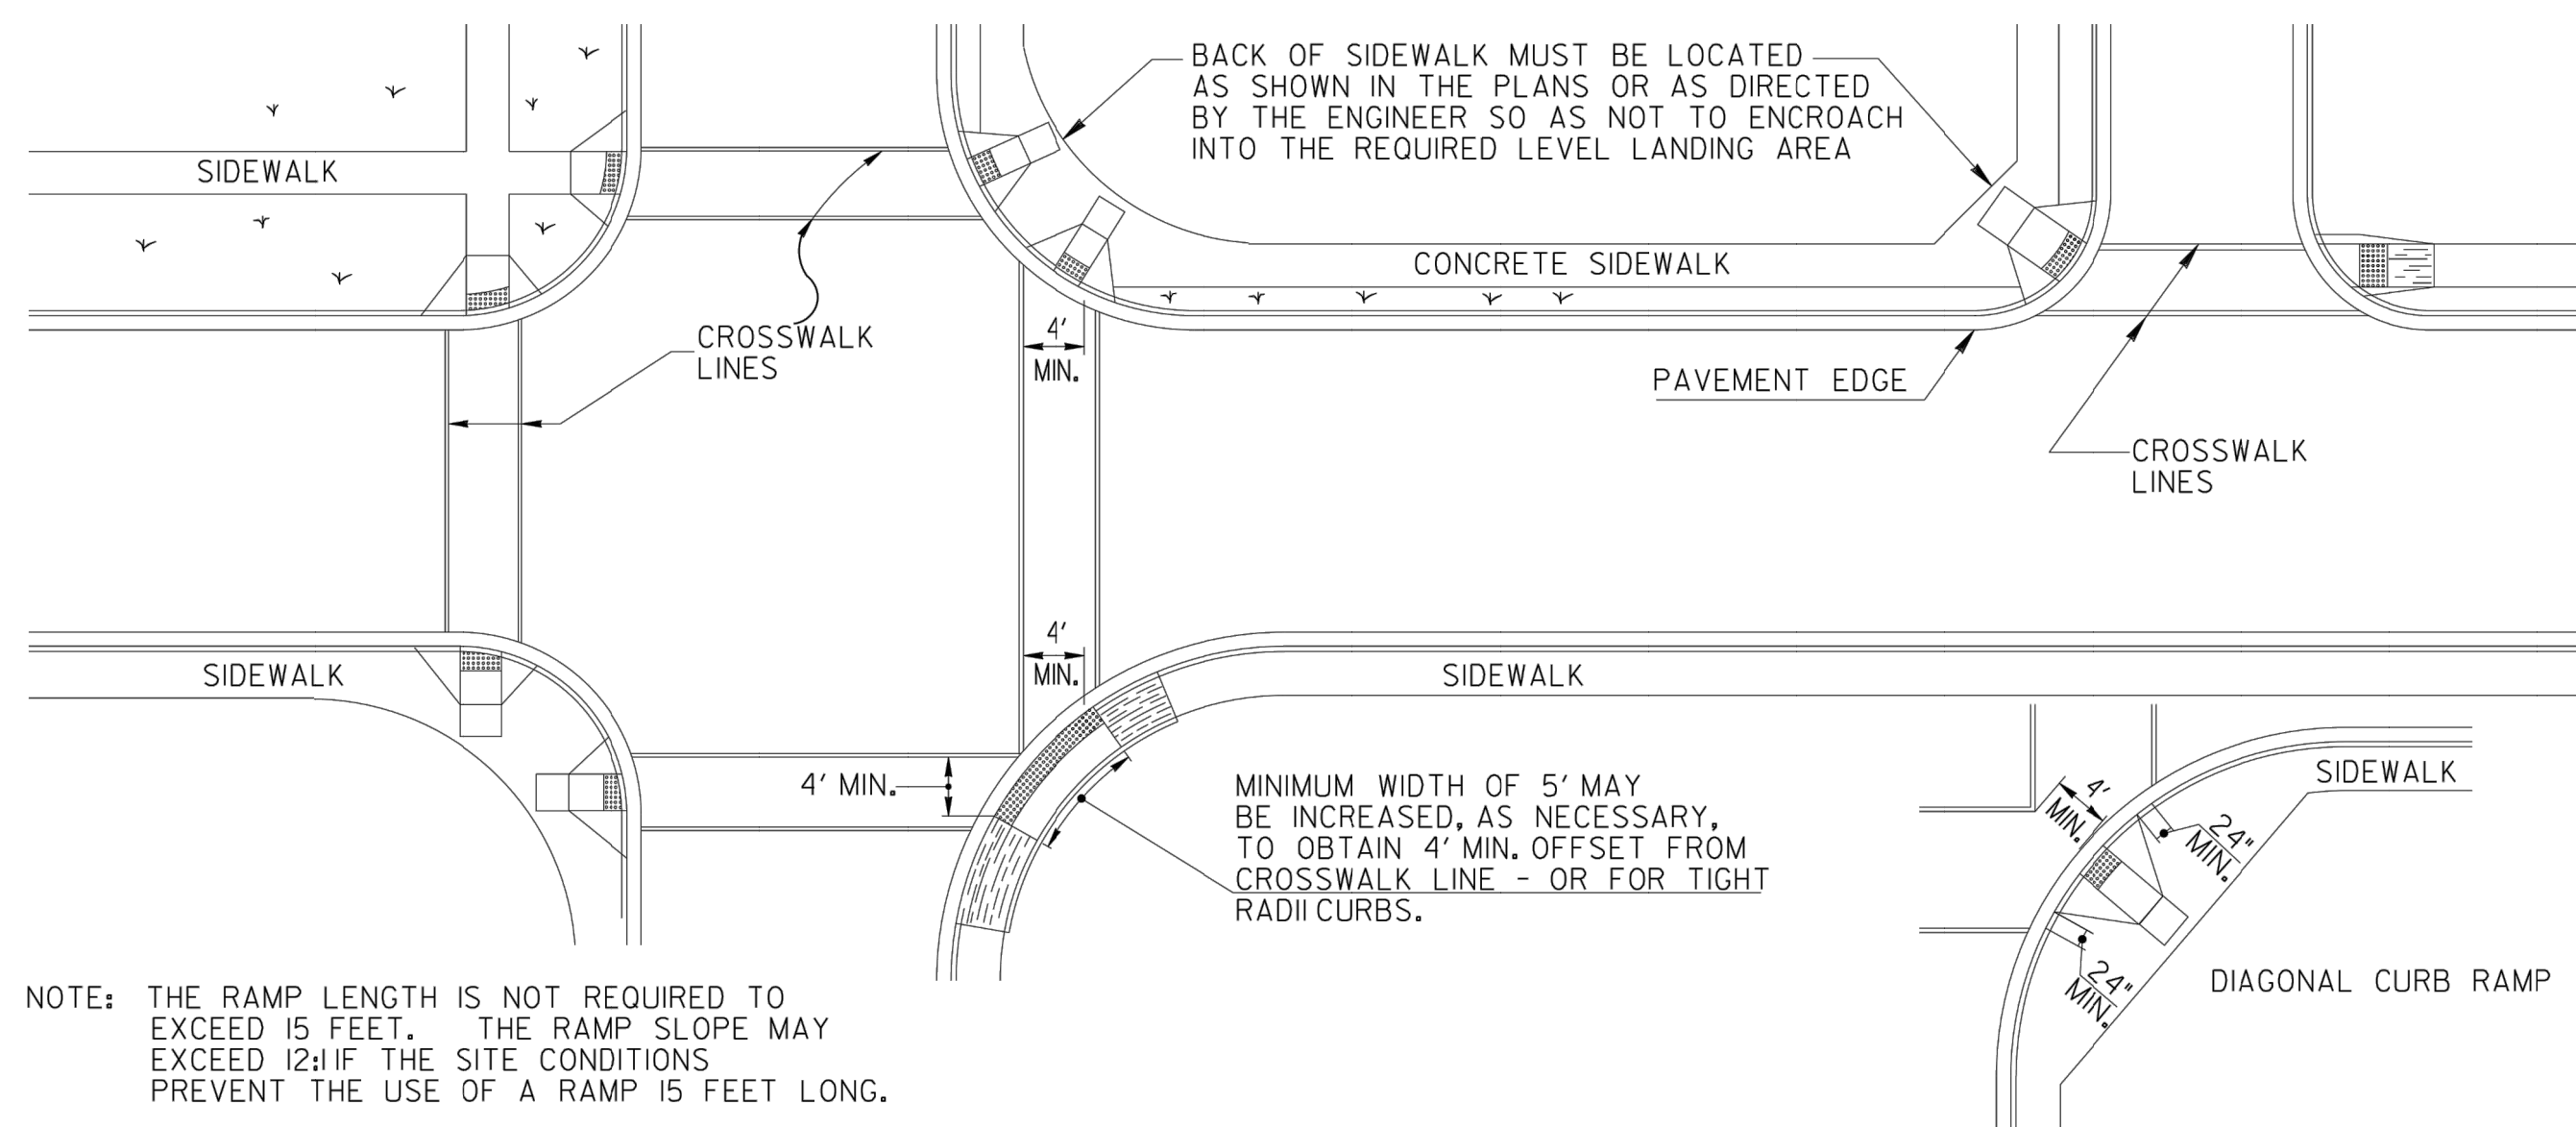 BACK OF SIDEWALK MUST BE LOCATED
AS SHOWN IN THE PLANS OR AS DIRECTED
BY THE ENGINEER SO AS NOT TO ENCROACH
INTO THE REQUIRED LEVEL LANDING AREA
SIDEWALK
CONCRETE SIDEWALK
CROSSWALK
LINES
4'
MIN.
PAVEMENT EDGE
CROSSWALK
LINES
4'
MIN.
SIDEWALK
SIDEWALK
4' MIN.
MINIMUM WIDTH OF 5' MAY
BE INCREASED, AS NECESSARY,
TO OBTAIN 4' MIN. OFFSET FROM
CROSSWALK LINE - OR FOR TIGHT
RADII CURBS.
SIDEWALK
4'
MIN.
24"
MIN.
24"
MIN.
DIAGONAL CURB RAMP
NOTE: THE RAMP LENGTH IS NOT REQUIRED TO
EXCEED 15 FEET. THE RAMP SLOPE MAY
EXCEED 12:1 IF THE SITE CONDITIONS
PREVENT THE USE OF A RAMP 15 FEET LONG.